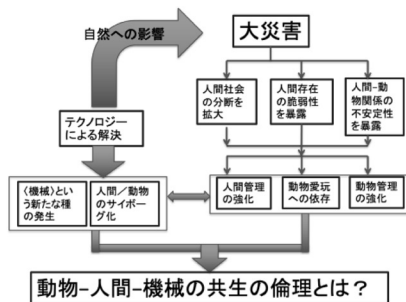 自然への影響
大災害
人間社会
の分断を
拡大
人間存在
の脆弱性
を暴露
人間−動
物関係の
不安定性
を暴露
テクノロジー
による解決
〈機械〉とい
う新たな種
の発生
人間／動物
のサイボー
グ化
人間管理
の強化
動物愛玩
への依存
動物管理
の強化
動物−人間−機械の共生の倫理とは？